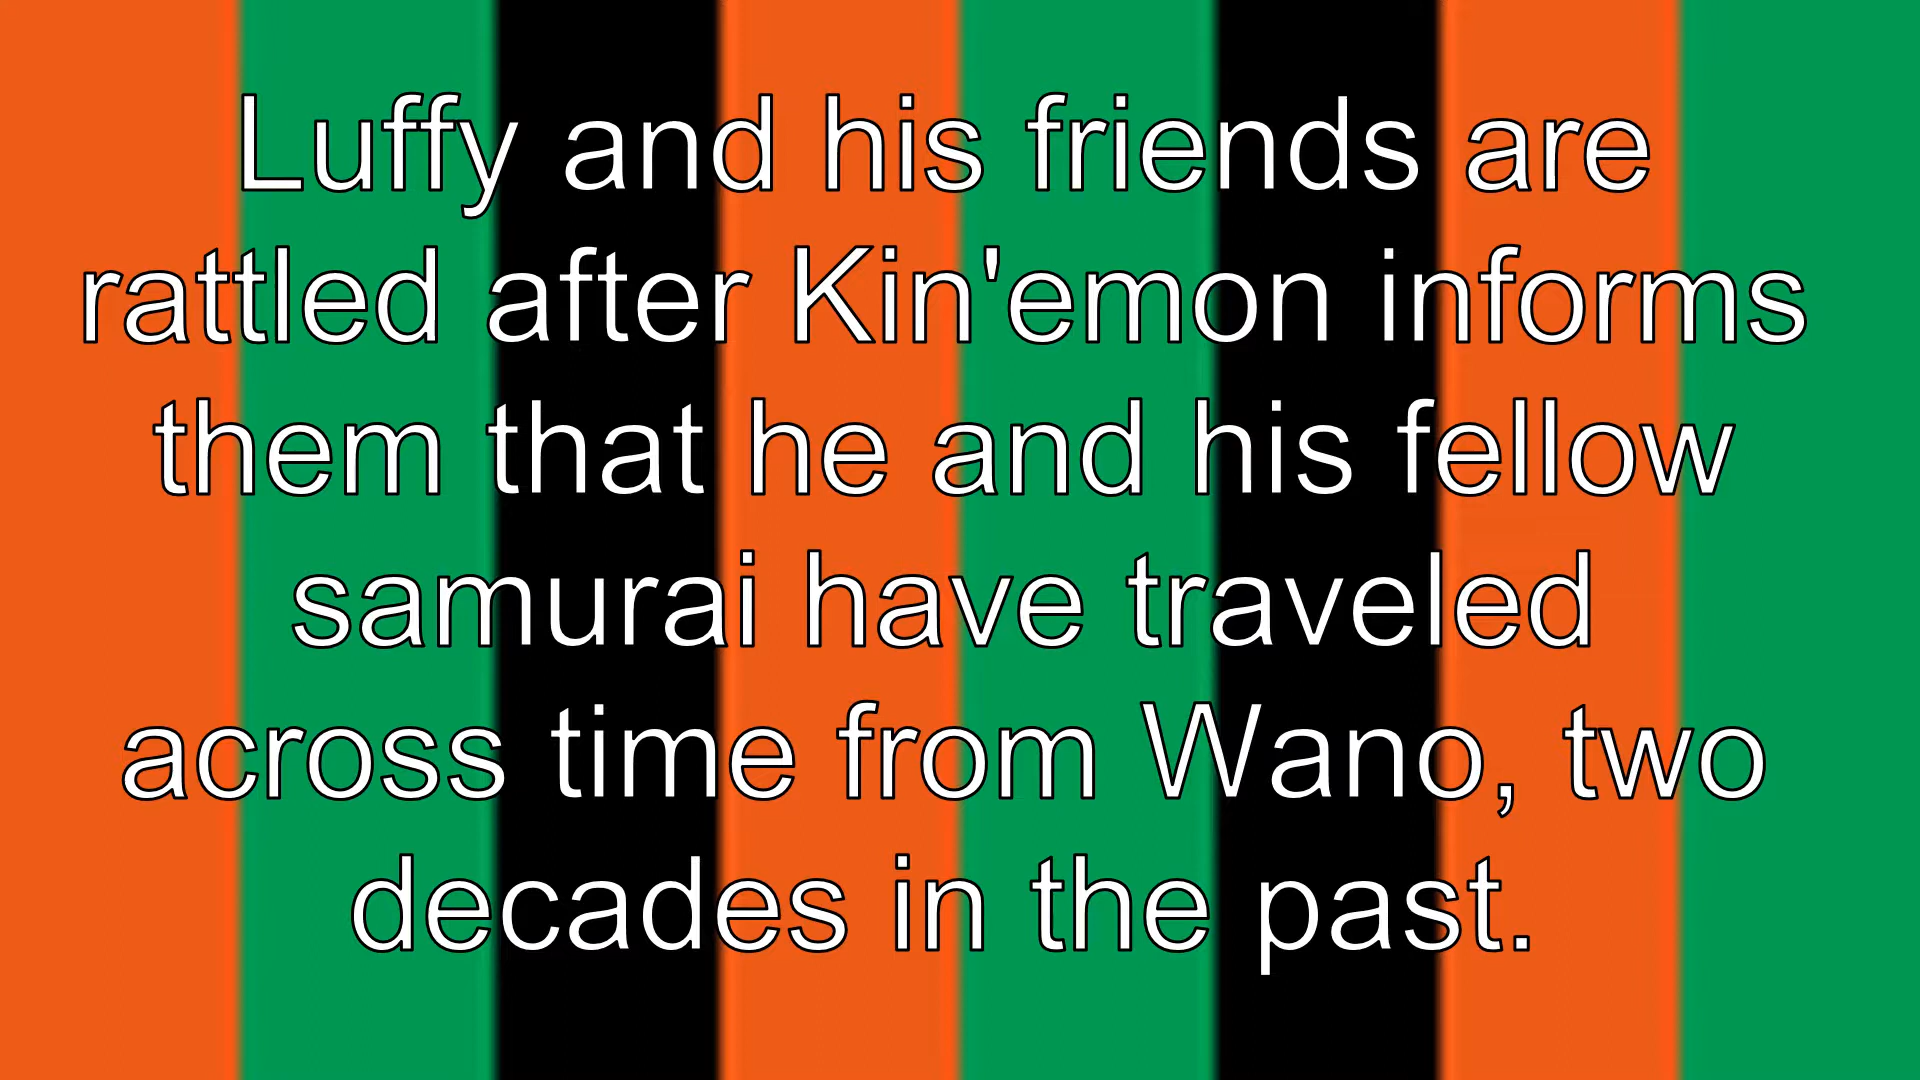 Luffy and his friends are
rattled after Kin'emon informs
them that he and his fellow
samurai have traveled
across time from Wano, two
decades in the past.